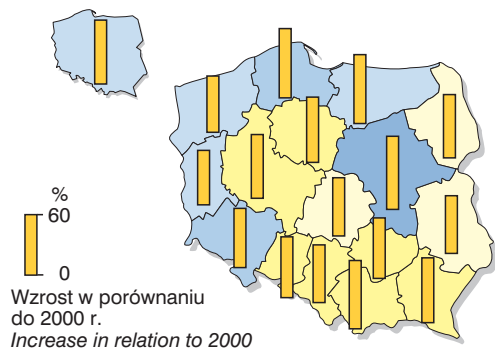 %
60
0
Wzrost w porównaniu
do 2000 r.
Increase in relation to 2000